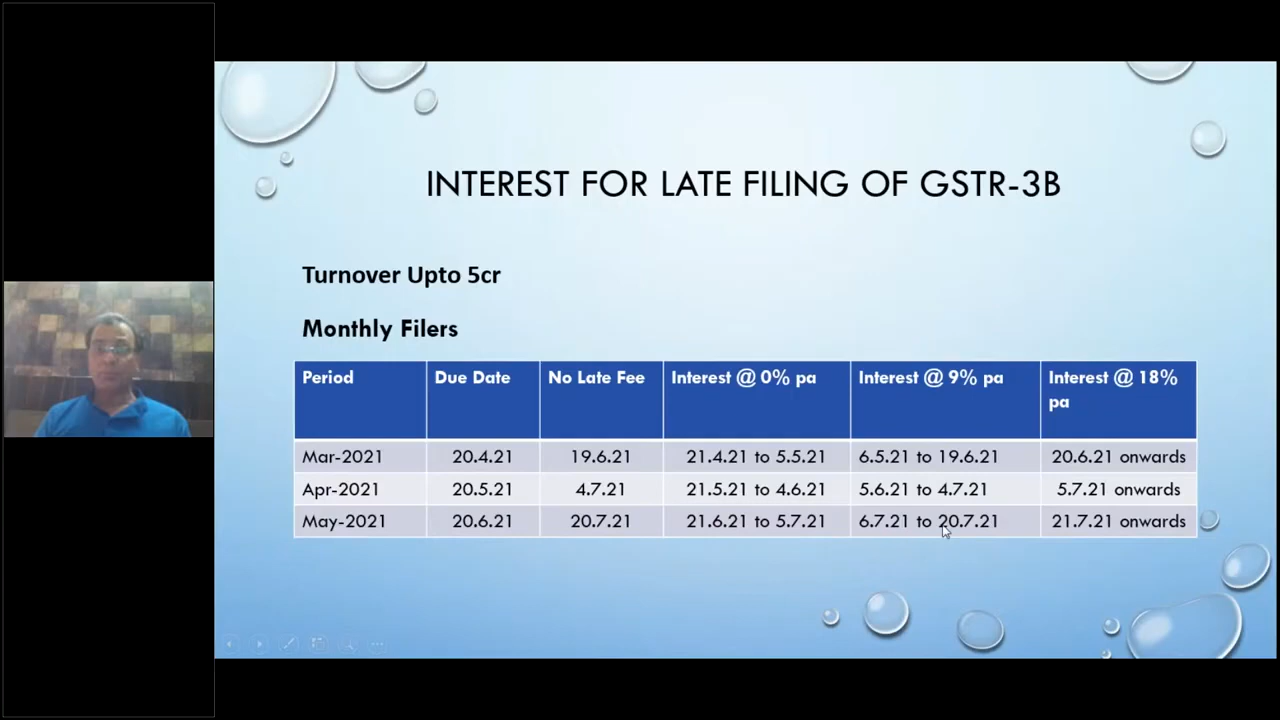 INTEREST FOR LATE FILING OF GSTR-3B
Turnover Upto 5cr
Monthly Filers
Period Due Date No Late Fee Interest @ 0% pa Interest @ 9% pa Interest @ 18% pa
Mar-2021 20.4.21 19.6.21 21.4.21 to 5.5.21 6.5.21 to 19.6.21 20.6.21 onwards
Apr-2021 20.5.21 4.7.21 21.5.21 to 4.6.21 5.6.21 to 4.7.21 5.7.21 onwards
May-2021 20.6.21 20.7.21 21.6.21 to 5.7.21 6.7.21 to 20.7.21 21.7.21 onwards